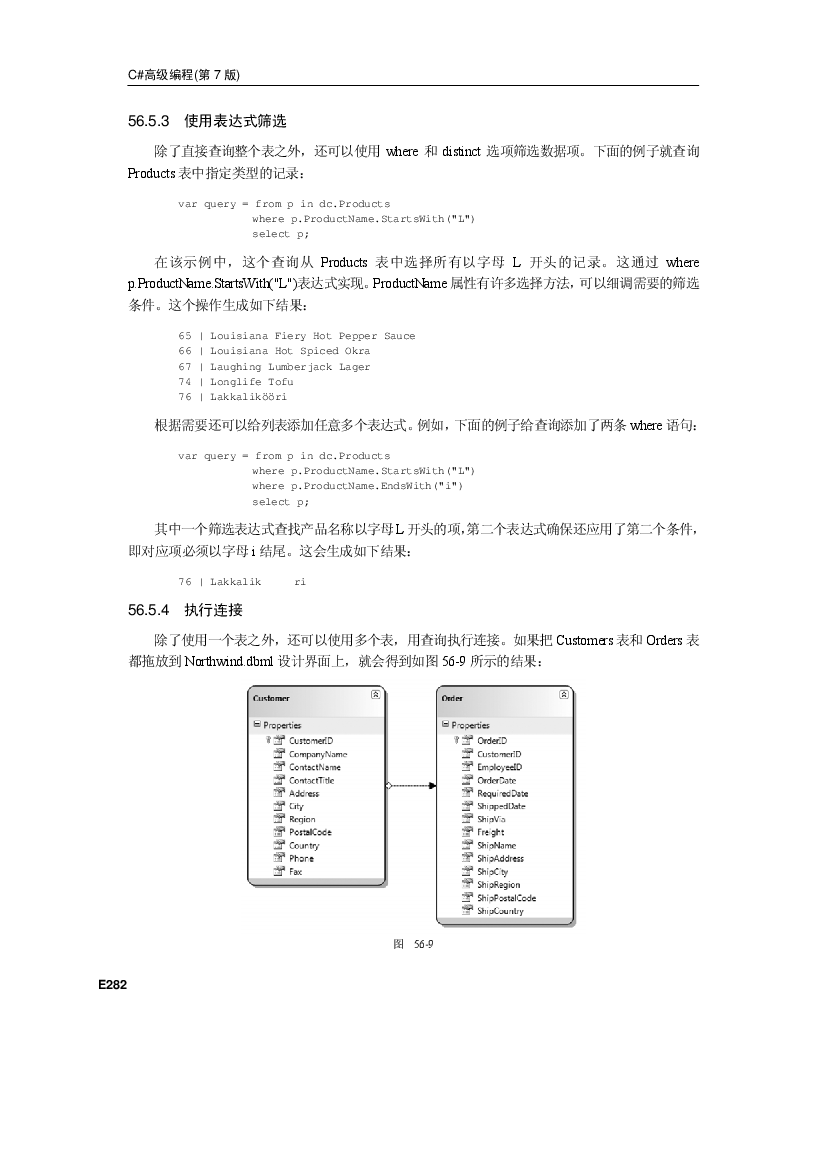 C#高级编程(第 7 版)
56.5.3 使用表达式筛选
除了直接查询整个表之外，还可以使用 where 和 distinct 选项筛选数据项。下面的例子就查询
Products 表中指定类型的记录：
var query = from p in dc.Products
where p.ProductName.StartsWith("L")
select p;
在该示例中，这个查询从 Products 表中选择所有以字母 L 开头的记录。这通过 where
p.ProductName.StartsWith("L")表达式实现。ProductName 属性有许多选择方法，可以细调需要的筛选
条件。这个操作生成如下结果：
65 | Louisiana Fiery Hot Pepper Sauce
66 | Louisiana Hot Spiced Okra
67 | Laughing Lumberjack Lager
74 | Longlife Tofu
76 | Lakkalikööri
根据需要还可以给列表添加任意多个表达式。例如，下面的例子给查询添加了两条 where 语句：
var query = from p in dc.Products
where p.ProductName.StartsWith("L")
where p.ProductName.EndsWith("i")
select p;
其中一个筛选表达式查找产品名称以字母 L 开头的项，第二个表达式确保还应用了第二个条件，
即对应项必须以字母 i 结尾。这会生成如下结果：
76 | Lakkalik ri
56.5.4 执行连接
除了使用一个表之外，还可以使用多个表，用查询执行连接。如果把 Customers 表和 Orders 表
都拖放到 Northwind.dbml 设计界面上，就会得到如图 56-9 所示的结果：
Customer
Properties
CustomerID
CompanyName
ContactName
ContactTitle
Address
City
Region
PostalCode
Country
Phone
Fax
Order
Properties
OrderID
CustomerID
EmployeeID
OrderDate
RequiredDate
ShippedDate
ShipVia
Freight
ShipName
ShipAddress
ShipCity
ShipRegion
ShipPostalCode
ShipCountry
图 56-9
E282